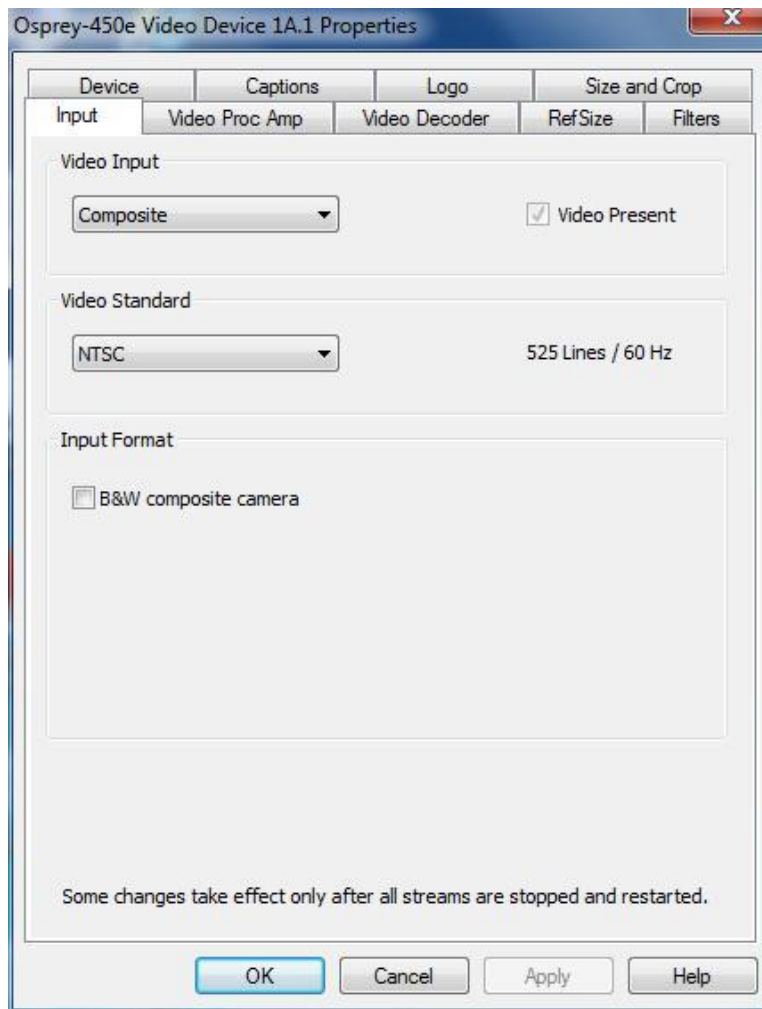 Osprey-450e Video Device 1A.1 Properties
Device Captions Logo Size and Crop
Input Video Proc Amp Video Decoder RefSize Filters
Video Input
Composite Video Present
Video Standard
NTSC 525 Lines / 60 Hz
Input Format
B&W composite camera
Some changes take effect only after all streams are stopped and restarted.
OK Cancel Apply Help